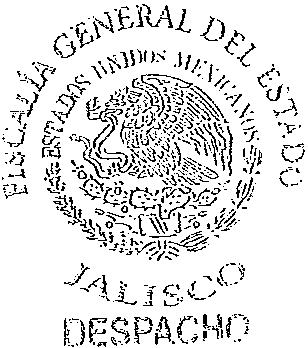 FISCALÍA GENERAL DEL ESTADO
ESTADOS UNIDOS MEXICANOS
JALISCO
DESPACHO